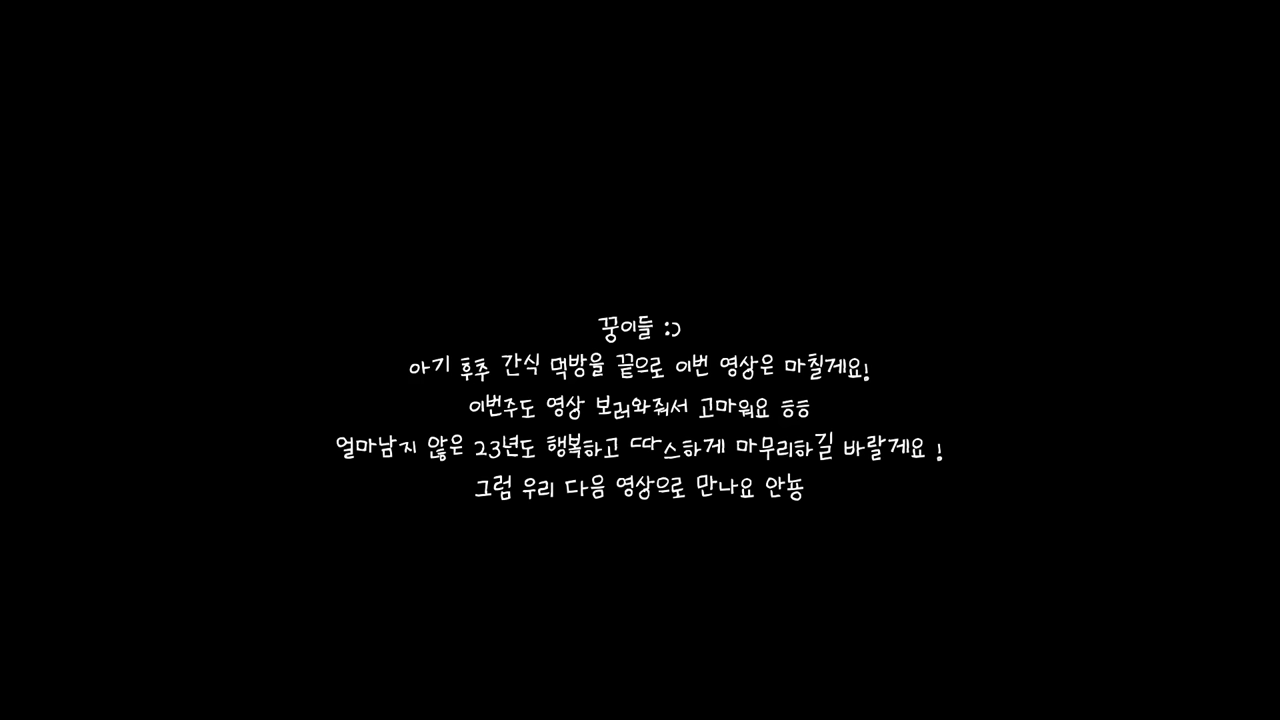 꿍이들 :)
아기 후추 간식 먹방을 끝으로 이번 영상은 마칠게요!
이번주도 영상 보러와줘서 고마워요 ㅎㅎ
얼마남지 않은 23년도 행복하고 따스하게 마무리하길 바랄게요 !
그럼 우리 다음 영상으로 만나요 안뇽